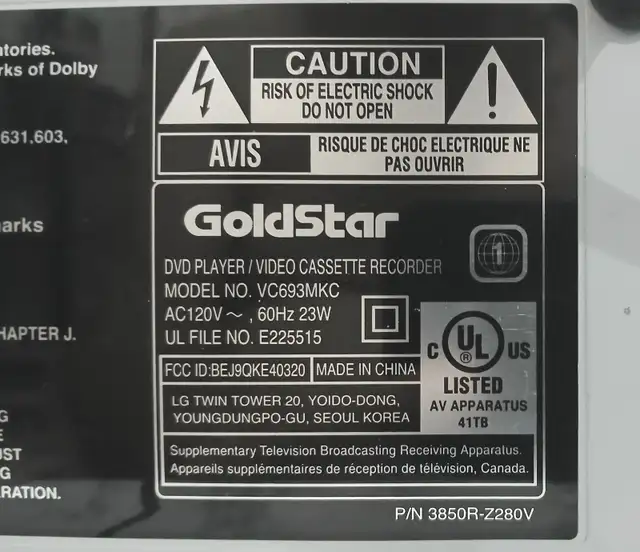 ntories.
rks of Dolby
631,603,
arks
HAPTER J.
G
E
UST
G
RATION.
CAUTION
RISK OF ELECTRIC SHOCK
DO NOT OPEN
AVIS
RISQUE DE CHOC ELECTRIQUE NE
PAS OUVRIR
GoldStar
1
DVD PLAYER / VIDEO CASSETTE RECORDER
MODEL NO. VC693MKC
AC120V ~ , 60Hz 23W
UL FILE NO. E225515
FCC ID:BEJ9QKE40320 MADE IN CHINA
LG TWIN TOWER 20, YOIDO-DONG,
YOUNGDUNGPO-GU, SEOUL KOREA
C UL ® US
LISTED
AV APPARATUS
41TB
Supplementary Television Broadcasting Receiving Apparatus.
Appareils supplémentaires de réception de télévision, Canada.
P/N 3850R-Z280V